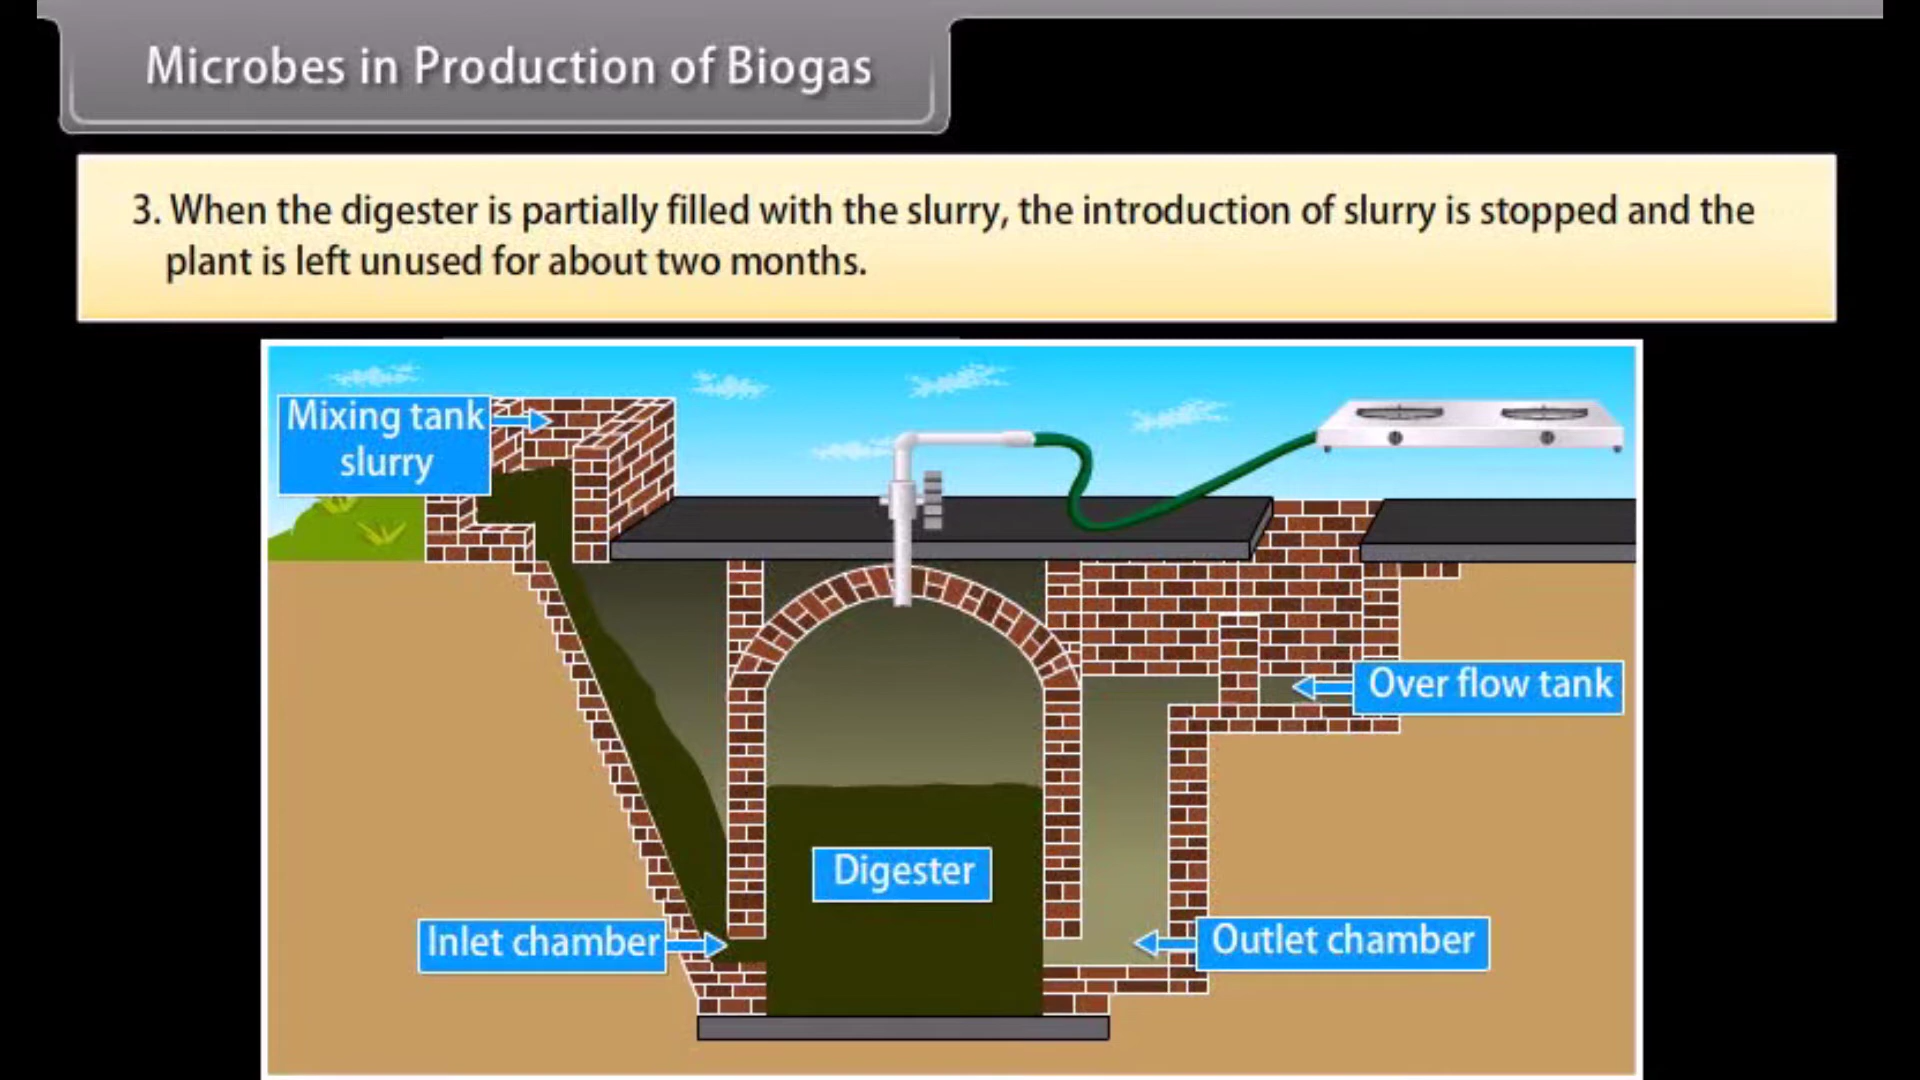 Microbes in Production of Biogas
3. When the digester is partially filled with the slurry, the introduction of slurry is stopped and the
plant is left unused for about two months.
Mixing tank
slurry
Over flow tank
Digester
Inlet chamber
Outlet chamber